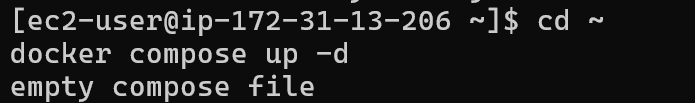 [ec2-user@ip-172-31-13-206 ~]$ cd ~
docker compose up -d
empty compose file